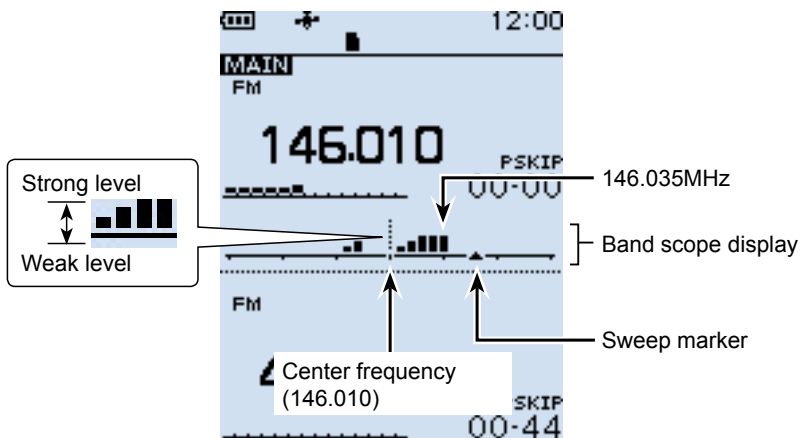 12:00
MAIN
FM
146.010
PSKIP
00-00
Strong level
Weak level
146.035MHz
Band scope display
FM
Sweep marker
Center frequency
(146.010)
SKIP
00-44